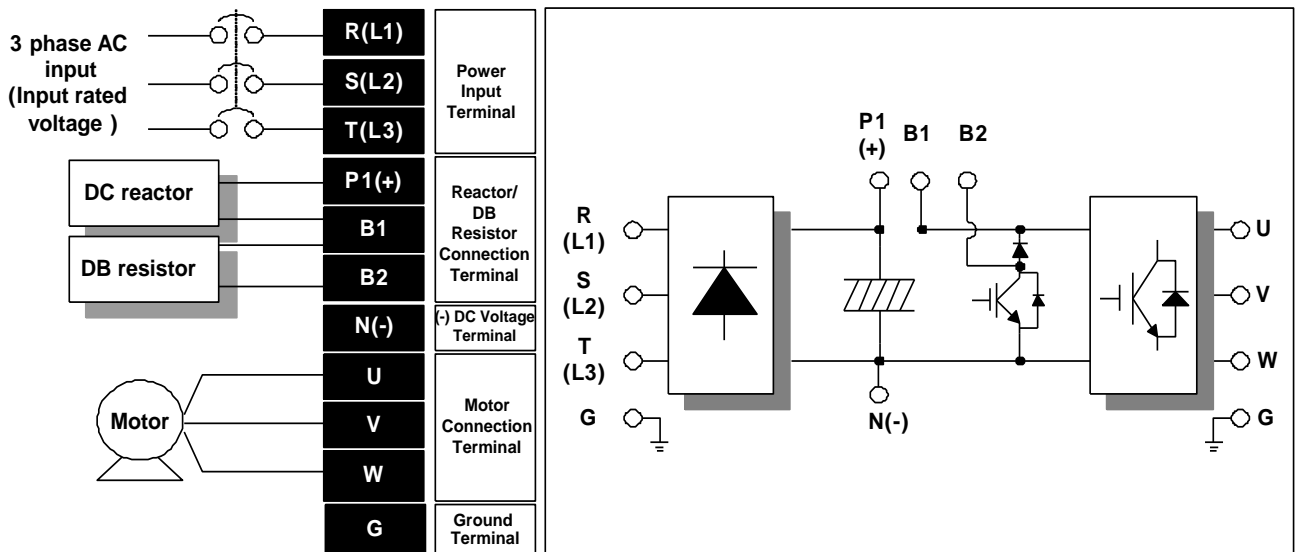 3 phase AC
input
(Input rated
voltage )
R(L1)
S(L2)
T(L3)
Power
Input
Terminal
DC reactor
DB resistor
P1(+)
B1
B2
Reactor/
DB
Resistor
Connection
Terminal
N(-)
(-) DC Voltage
Terminal
Motor
U
V
W
Motor
Connection
Terminal
G
Ground
Terminal
P1
(+)
B1
B2
R
(L1)
S
(L2)
T
(L3)
G
N(-)
U
V
W
G